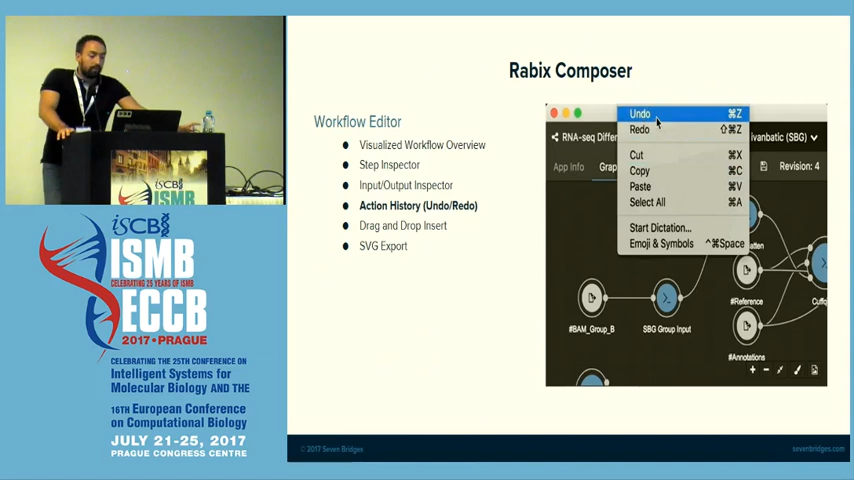 iSCB
ISMB
iSCB
ISMB
CELEBRATING 25 YEARS OF ISMB
ECCB
2017 • PRAGUE
CELEBRATING THE 25TH CONFERENCE ON
Intelligent Systems for
Molecular Biology AND THE
16TH European Conference
on Computational Biology
JULY 21-25, 2017
PRAGUE CONGRESS CENTRE
Rabix Composer
Workflow Editor
Visualized Workflow Overview
Step Inspector
Input/Output Inspector
Action History (Undo/Redo)
Drag and Drop Insert
SVG Export
RNA-seq Differ
ivanbatic (SBG)
App Info
Grap
Revision: 4
Undo ⌘Z
Redo ⇧⌘Z
Cut ⌘X
Copy ⌘C
Paste ⌘V
Select All ⌘A
Start Dictation...
Emoji & Symbols ^⌘Space
#BAM_Group_B
SBG Group Input
#Reference
#Annotations
© 2017 Seven Bridges
sevenbridges.com